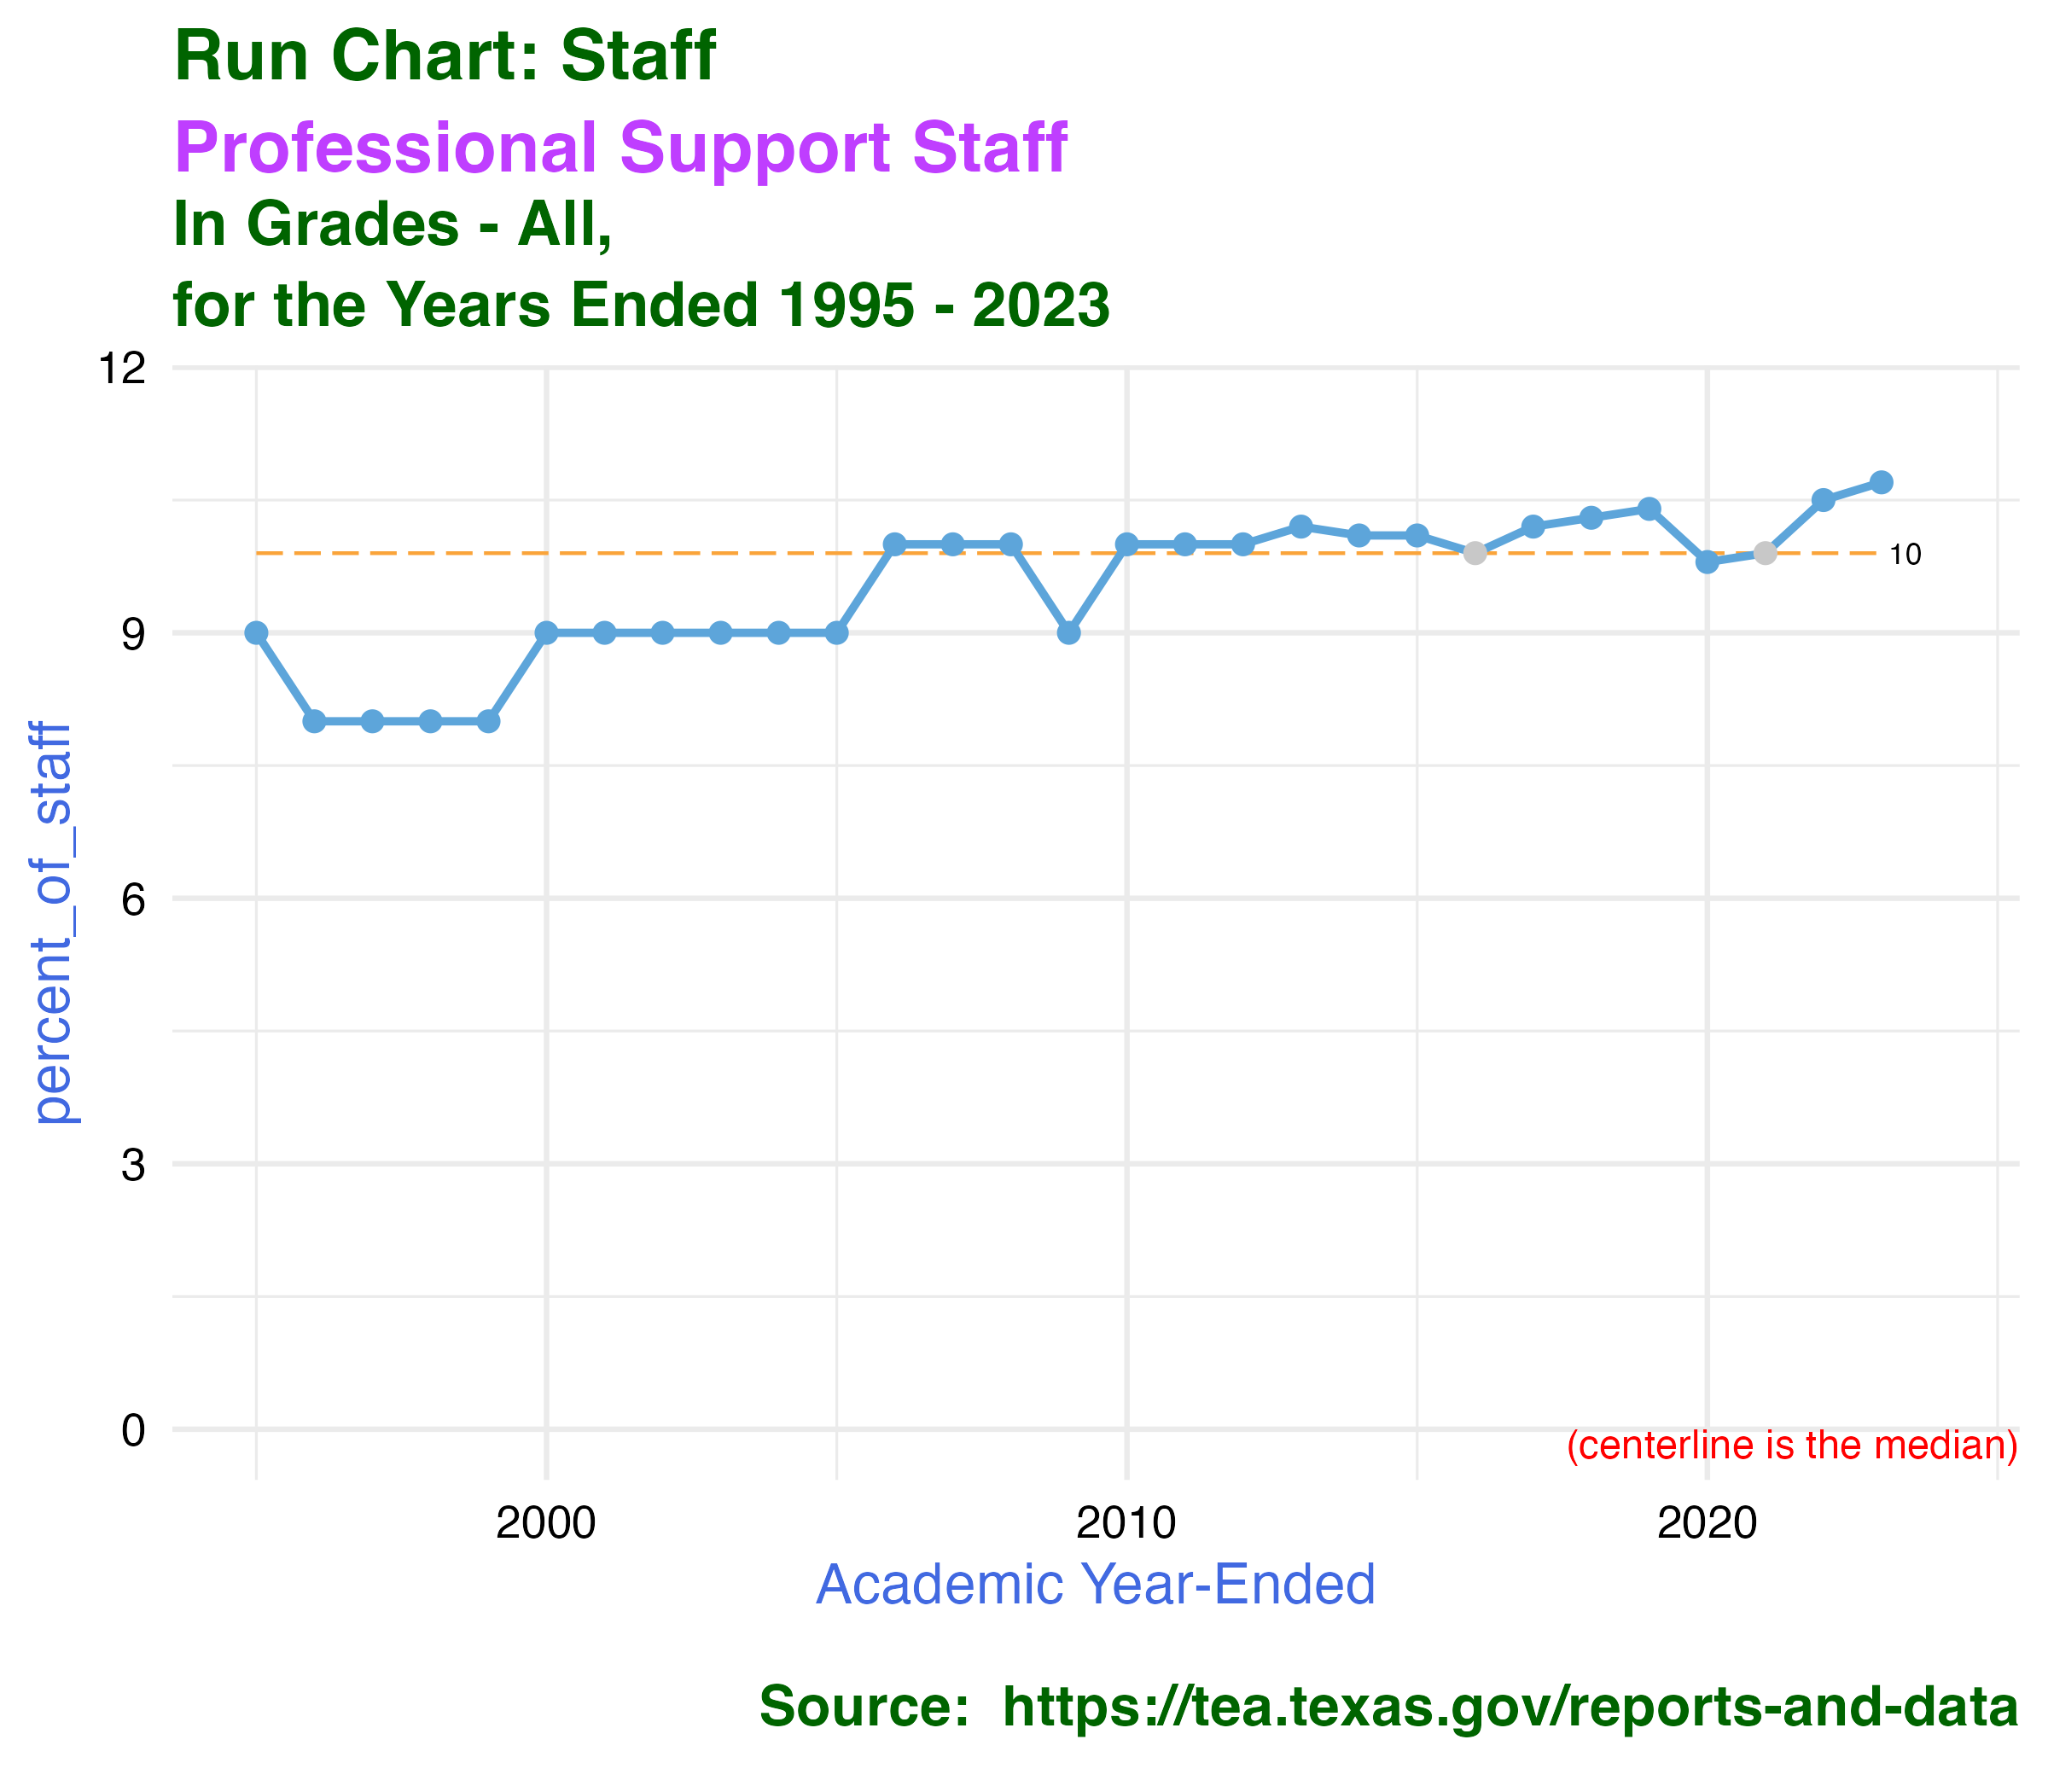 Run Chart: Staff
Professional Support Staff
In Grades - All,
for the Years Ended 1995 - 2023
12
9
6
3
0
percent_of_staff
10
(centerline is the median)
2000
2010
2020
Academic Year-Ended
Source:  https://tea.texas.gov/reports-and-data